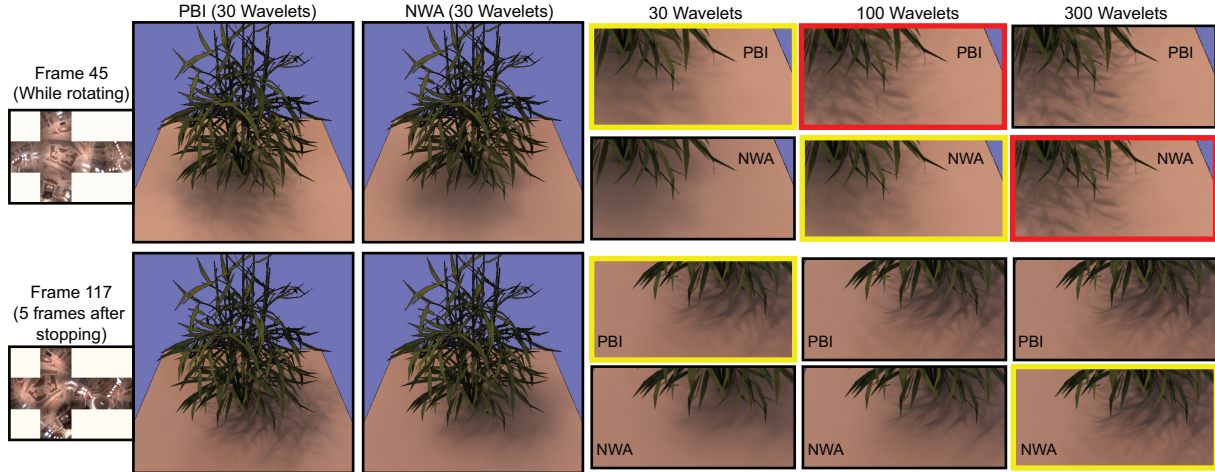 PBI (30 Wavelets)
NWA (30 Wavelets)
30 Wavelets
100 Wavelets
300 Wavelets
Frame 45
(While rotating)
PBI
PBI
PBI
NWA
NWA
NWA
Frame 117
(5 frames after
stopping)
PBI
PBI
PBI
NWA
NWA
NWA